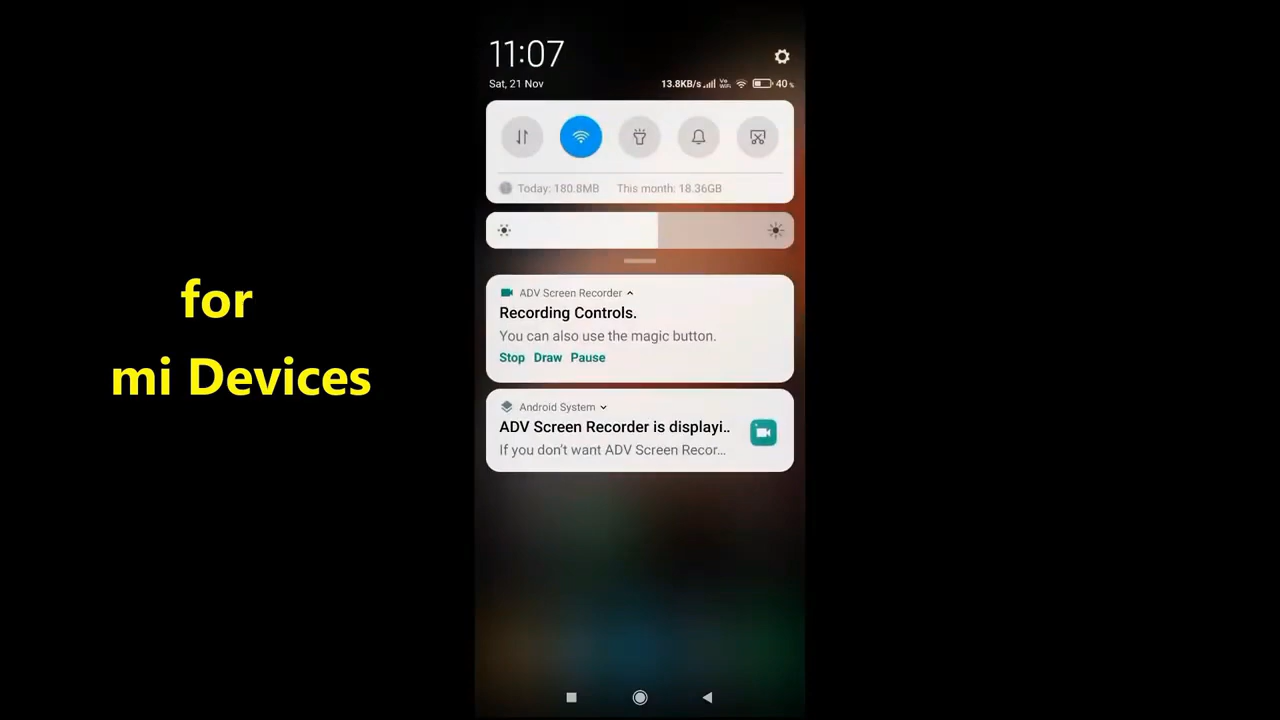 for
mi Devices
11:07
Sat, 21 Nov
13.8KB/s Vo WiFi 40 %
Today: 180.8MB This month: 18.36GB
ADV Screen Recorder
Recording Controls.
You can also use the magic button.
Stop Draw Pause
Android System
ADV Screen Recorder is displayi..
If you don't want ADV Screen Recor...